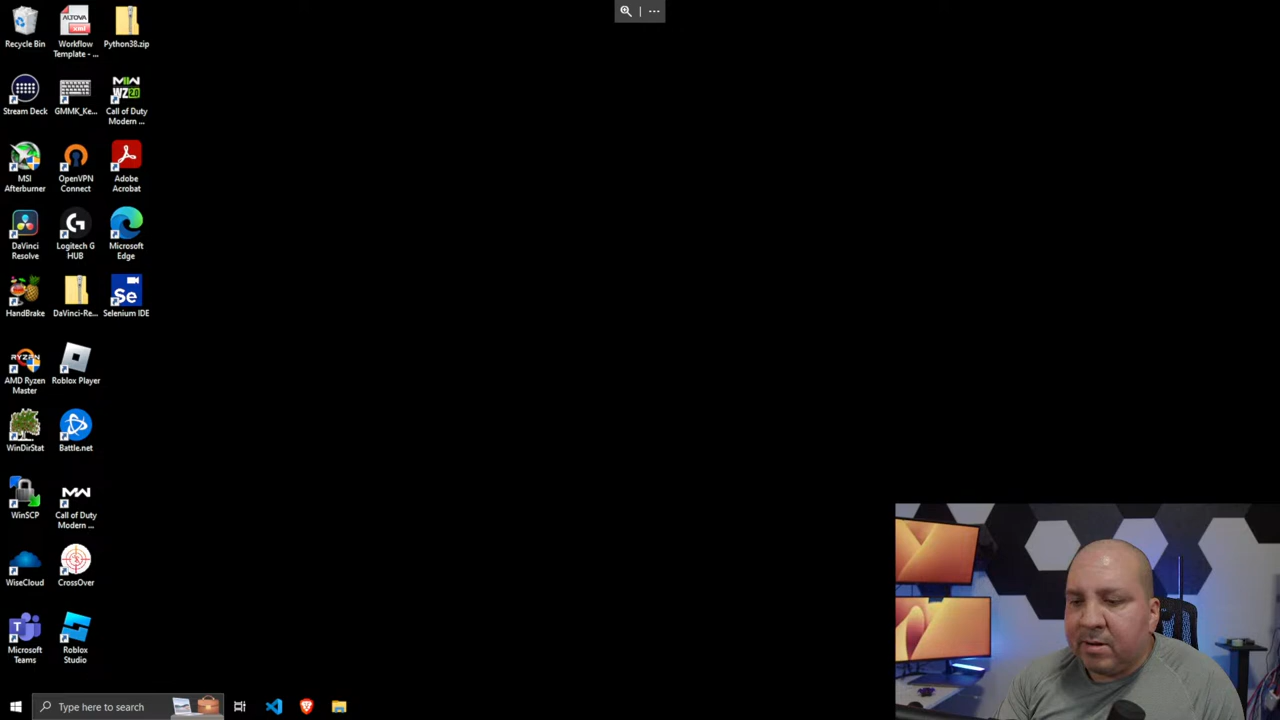 Recycle Bin
Workflow
Template - ...
Python38.zip
Stream Deck
GMMK_Ke...
Call of Duty
Modern ...
MSI
Afterburner
OpenVPN
Connect
Adobe
Acrobat
DaVinci
Resolve
Logitech G
HUB
Microsoft
Edge
HandBrake
DaVinci-Re...
Selenium IDE
AMD Ryzen
Master
Roblox Player
WinDirStat
Battle.net
WinSCP
Call of Duty
Modern ...
WiseCloud
CrossOver
Microsoft
Teams
Roblox
Studio
Type here to search